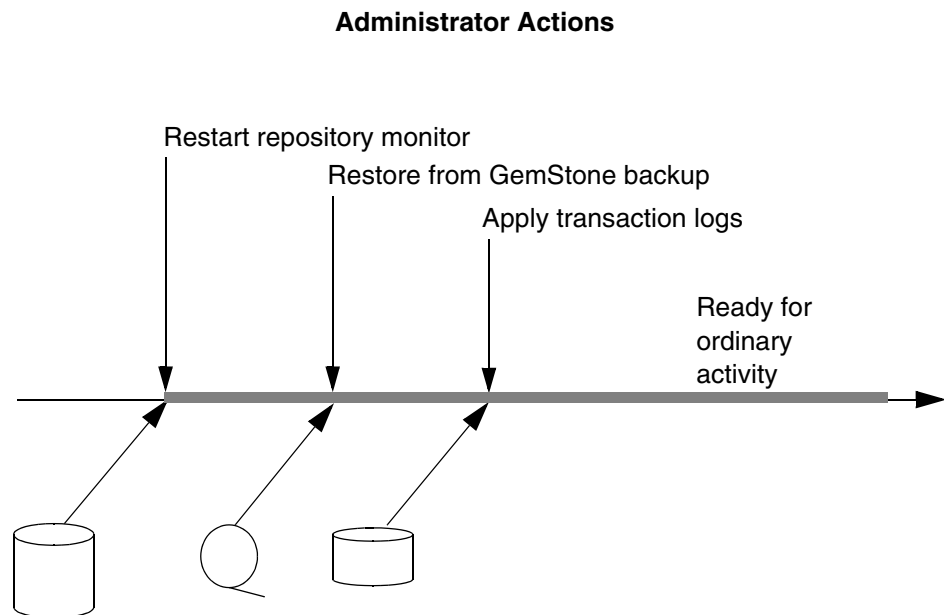 Administrator Actions
Restart repository monitor
Restore from GemStone backup
Apply transaction logs
Ready for
ordinary
activity